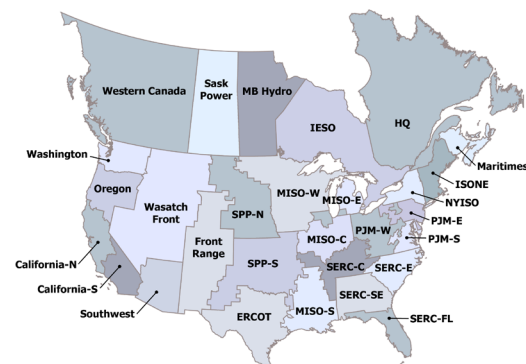 Western Canada
Sask
Power
MB Hydro
IESO
HQ
Maritimes
ISONE
NYISO
PJM-E
PJM-S
Washington
Oregon
Wasatch
Front
Front
Range
SPP-N
MISO-W
MISO-E
MISO-C
PJM-W
California-N
California-S
Southwest
SPP-S
SERC-C
SERC-E
ERCOT
MISO-S
SERC-SE
SERC-FL